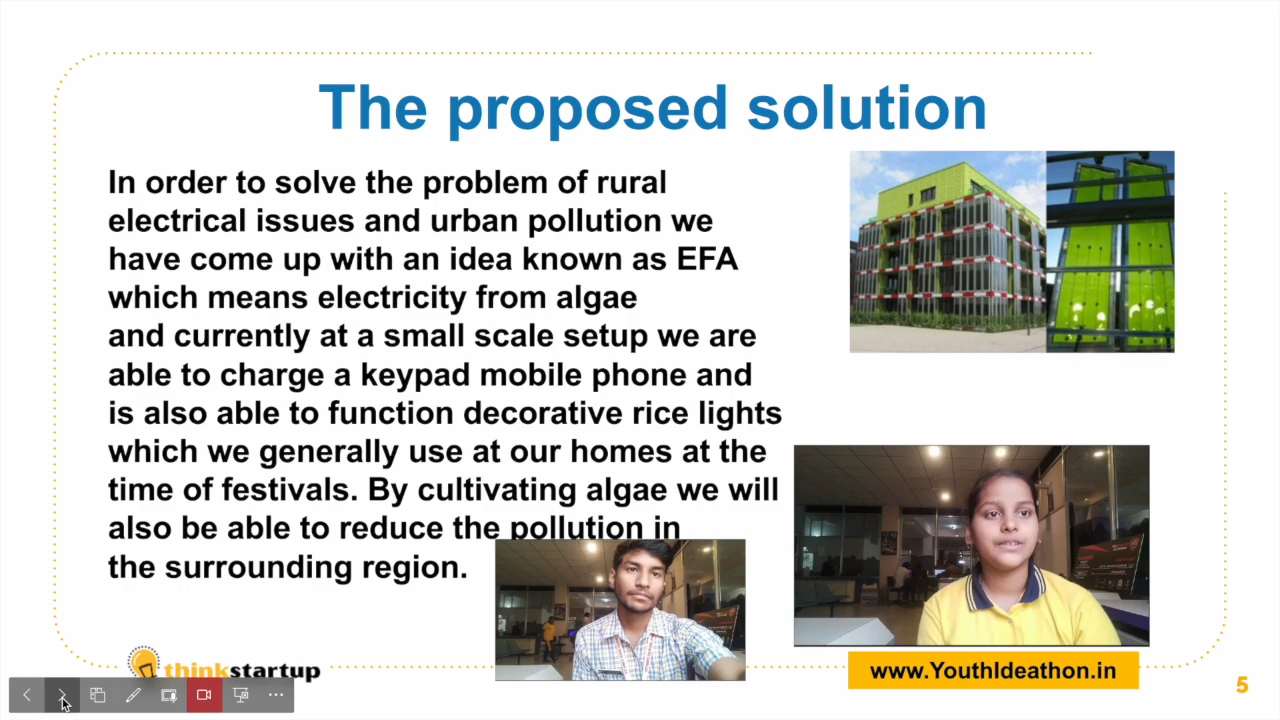 The proposed solution
In order to solve the problem of rural
electrical issues and urban pollution we
have come up with an idea known as EFA
which means electricity from algae
and currently at a small scale setup we are
able to charge a keypad mobile phone and
is also able to function decorative rice lights
which we generally use at our homes at the
time of festivals. By cultivating algae we will
also be able to reduce the pollution in
the surrounding region.
thinkstartup
www.YouthIdeathon.in
5